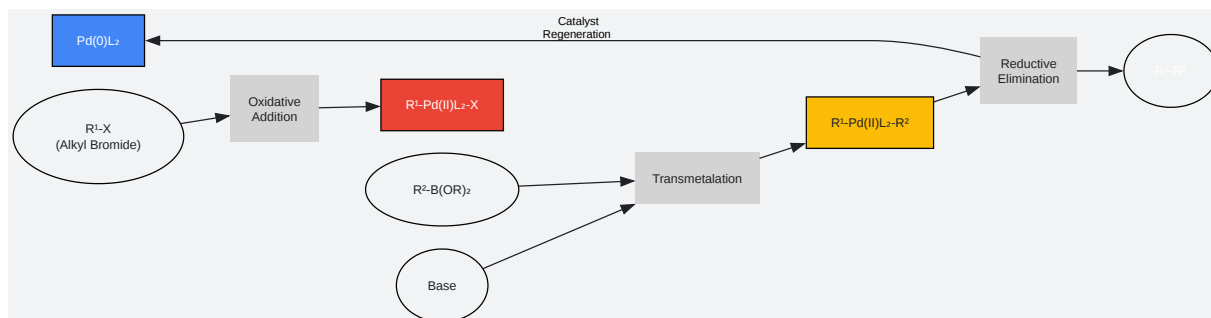 Catalyst
Regeneration
Pd(0)L₂
Reductive
Elimination
R¹-R²
Oxidative
Addition
R¹-Pd(II)L₂-X
R¹-X
(Alkyl Bromide)
R¹-Pd(II)L₂-R²
Transmetalation
R²-B(OR)₂
Base